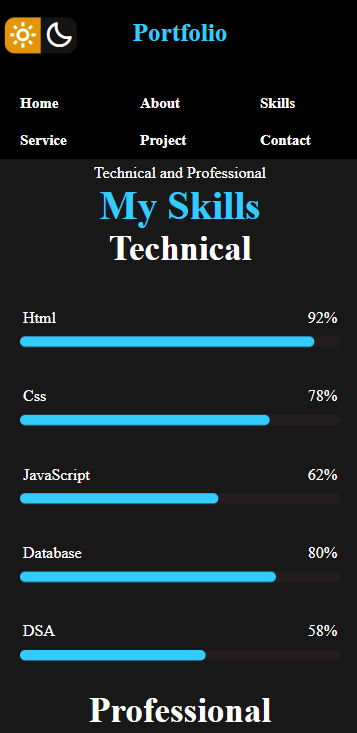 Portfolio
Home About Skills
Service Project Contact
Technical and Professional
My Skills
Technical
Html 92%
Css 78%
JavaScript 62%
Database 80%
DSA 58%
Professional